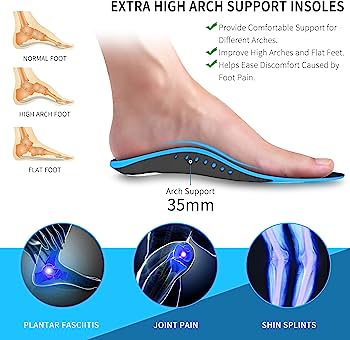 EXTRA HIGH ARCH SUPPORT INSOLES
Provide Comfortable Support for
Different Arches.
Improve High Arches and Flat Feet.
Helps Ease Discomfort Caused by
Foot Pain.
NORMAL FOOT
HIGH ARCH FOOT
FLAT FOOT
Arch Support
35mm
PLANTAR FASCIITIS
JOINT PAIN
SHIN SPLINTS